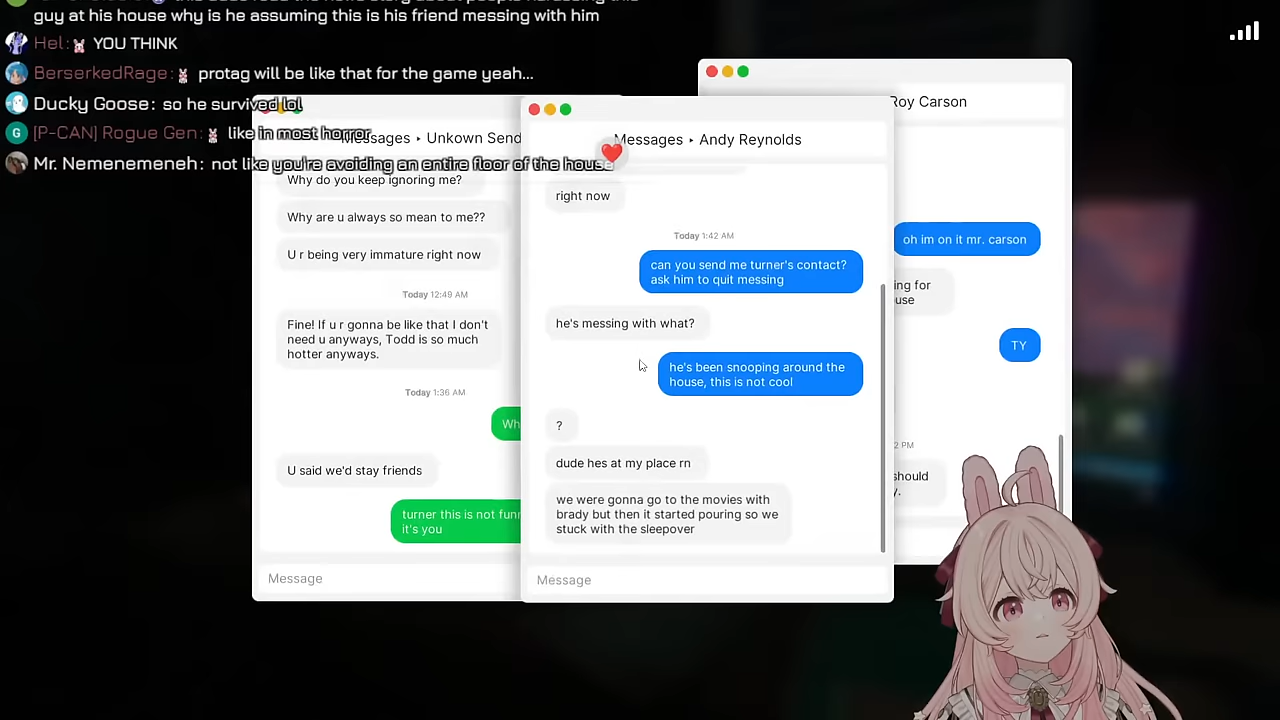 guy at his house why is he assuming this is his friend messing with him
Hel: YOU THINK
BerserkedRage: protag will be like that for the game yeah...
Ducky Goose: so he survived lol
G [P-CAN] Rogue Gen: like in most horror
Mr. Nemenemeneh: not like you're avoiding an entire floor of the house
Messages ▸ Unkown Send
Why do you keep ignoring me?
Why are u always so mean to me??
U r being very immature right now
Today 12:49 AM
Fine! If u r gonna be like that I don't
need u anyways, Todd is so much
hotter anyways.
Today 1:36 AM
Wh
U said we'd stay friends
turner this is not funn
it's you
Message
Messages ▸ Andy Reynolds
right now
Today 1:42 AM
can you send me turner's contact?
ask him to quit messing
he's messing with what?
he's been snooping around the
house, this is not cool
?
dude hes at my place rn
we were gonna go to the movies with
brady but then it started pouring so we
stuck with the sleepover
Message
Roy Carson
oh im on it mr. carson
ing for
use
TY
2 PM
should
y.